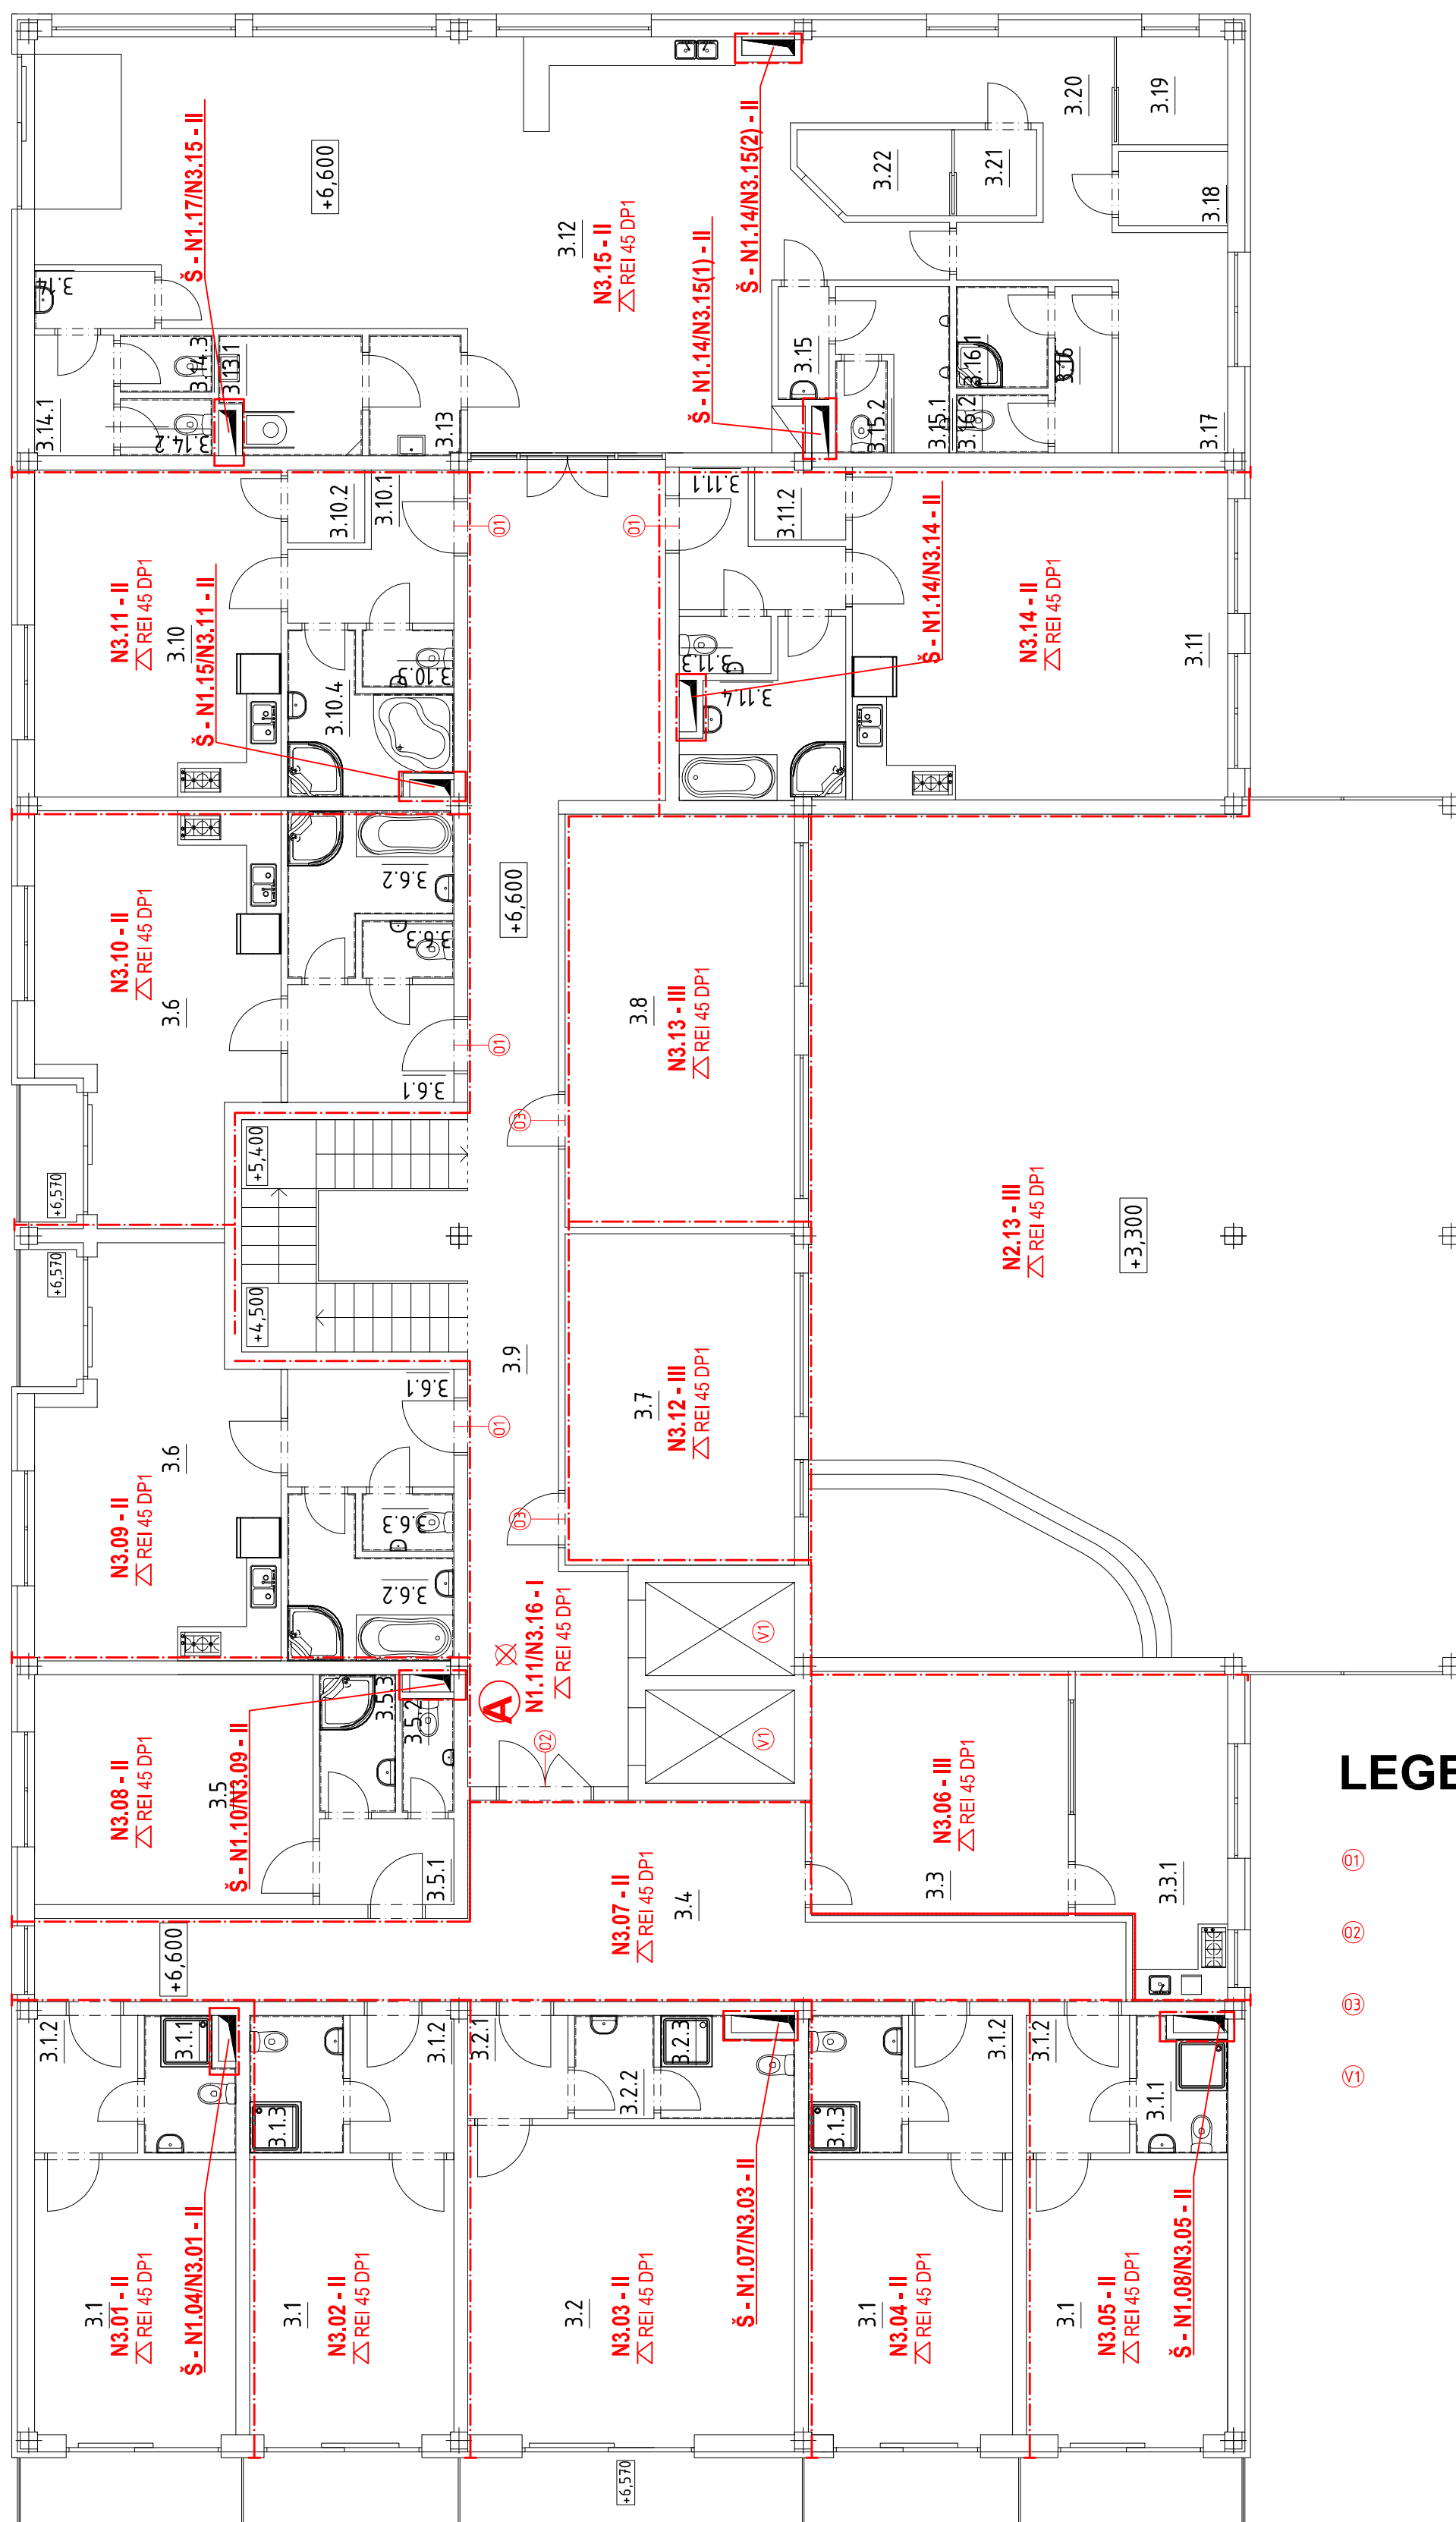 3.20
3.19
3.22
3.21
3.18
+6,600
Š - N1.17/N3.15 - II
Š - N1.14/N3.15(2) - II
3.12
N3.15 - II
REI 45 DP1
Š - N1.14/N3.15(1) - II
3.14
3.14.3
3.13.1
3.14.1
3.14.2
3.13
3.15
3.15.2
3.15.1
3.16.1
3.16
3.16.2
3.17
3.10.2
3.10.1
3.11.1
3.11.2
01
01
N3.11 - II
REI 45 DP1
3.10
Š - N1.15/N3.11 - II
3.10.3
3.10.4
3.11.3
3.11.4
Š - N1.14/N3.14 - II
N3.14 - II
REI 45 DP1
3.11
N3.10 - II
REI 45 DP1
3.6
3.6.2
3.6.3
3.6.1
01
+6,600
3.8
N3.13 - III
REI 45 DP1
03
+6,570
+5,400
+6,570
+4,500
N2.13 - III
REI 45 DP1
+3,300
3.9
3.7
N3.12 - III
REI 45 DP1
03
3.6.1
01
3.6
N3.09 - II
REI 45 DP1
3.6.3
3.6.2
A
N1.11/N3.16 - I
REI 45 DP1
V1
V1
02
N3.08 - II
REI 45 DP1
3.5
Š - N1.10/N3.09 - II
3.5.3
3.5.2
3.5.1
N3.06 - III
REI 45 DP1
3.3
3.3.1
LEGE
01
02
03
V1
+6,600
N3.07 - II
REI 45 DP1
3.4
3.1.2
3.1.1
3.1.2
3.1.3
3.2.1
3.2.2
3.2.3
3.1.3
3.1.2
3.1.2
3.1.1
3.1
N3.01 - II
REI 45 DP1
Š - N1.04/N3.01 - II
3.1
N3.02 - II
REI 45 DP1
3.2
N3.03 - II
REI 45 DP1
Š - N1.07/N3.03 - II
3.1
N3.04 - II
REI 45 DP1
3.1
N3.05 - II
REI 45 DP1
Š - N1.08/N3.05 - II
+6,570